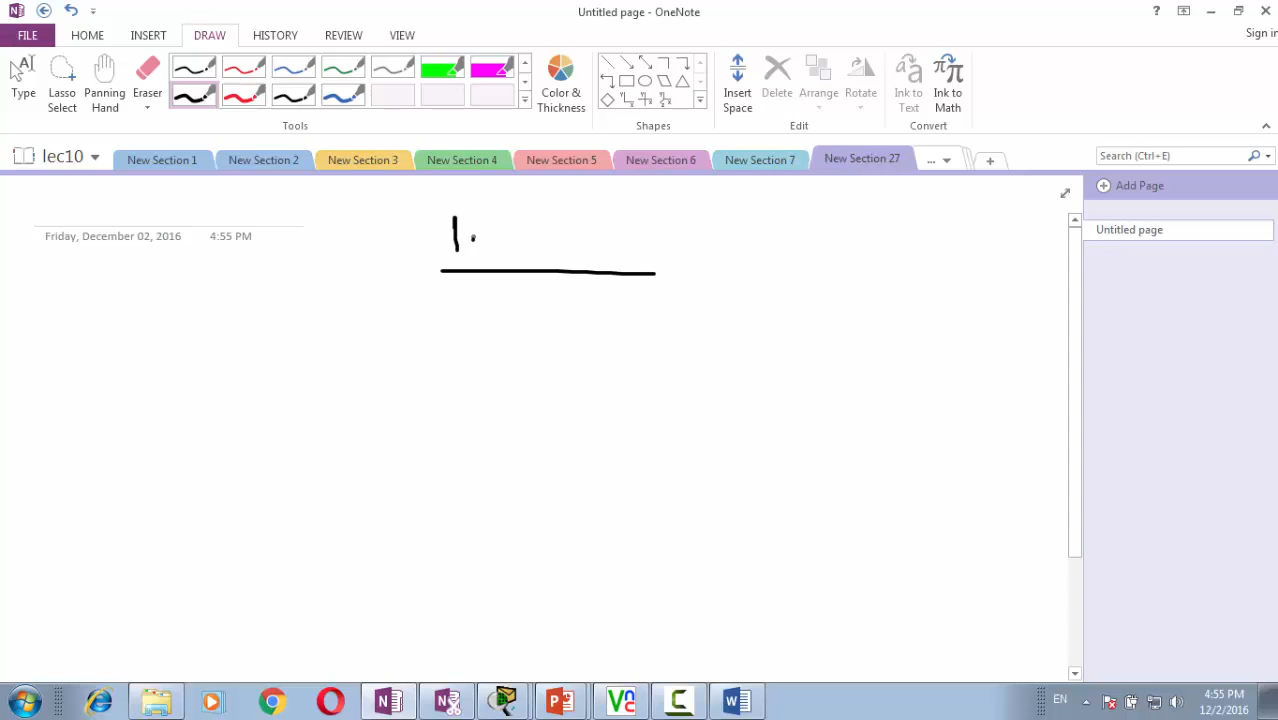 Untitled page - OneNote
?
FILE HOME INSERT DRAW HISTORY REVIEW VIEW Sign in
Type Lasso Select Panning Hand Eraser Color & Thickness Insert Space Delete Arrange Rotate Ink to Text Ink to Math
Tools Shapes Edit Convert
lec10 New Section 1 New Section 2 New Section 3 New Section 4 New Section 5 New Section 6 New Section 7 New Section 27 ... Search (Ctrl+E)
Add Page
Untitled page
Friday, December 02, 2016 4:55 PM
EN 4:55 PM
12/2/2016